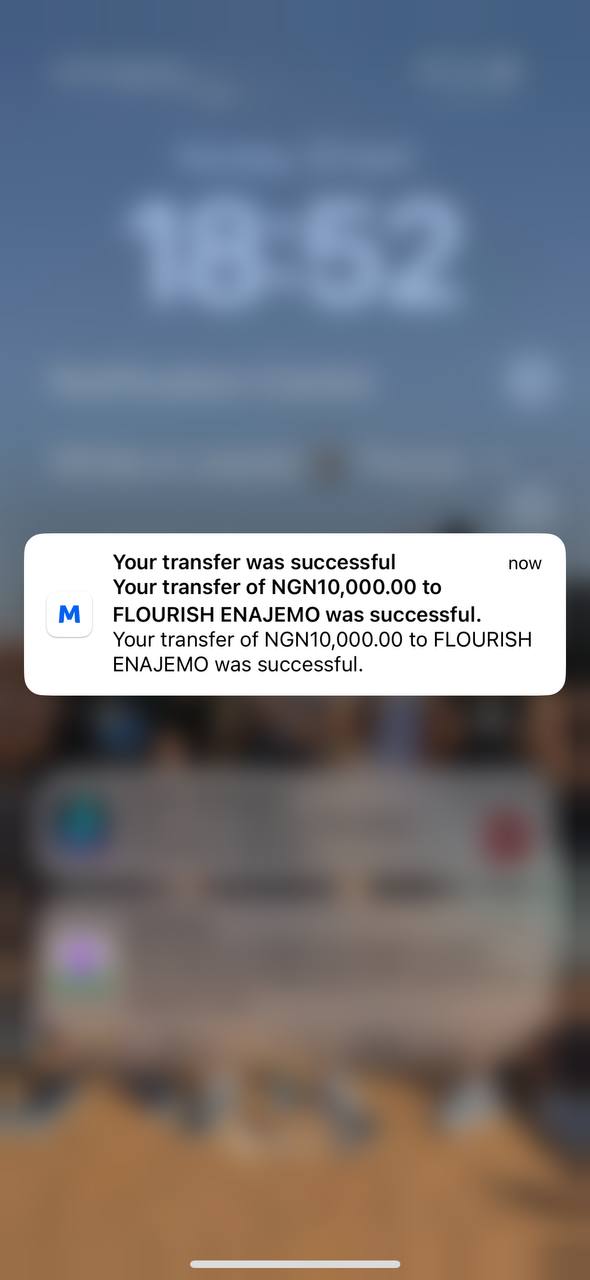 18:52
Your transfer was successful
now
Your transfer of NGN10,000.00 to
FLOURISH ENAJEMO was successful.
Your transfer of NGN10,000.00 to FLOURISH
ENAJEMO was successful.
M